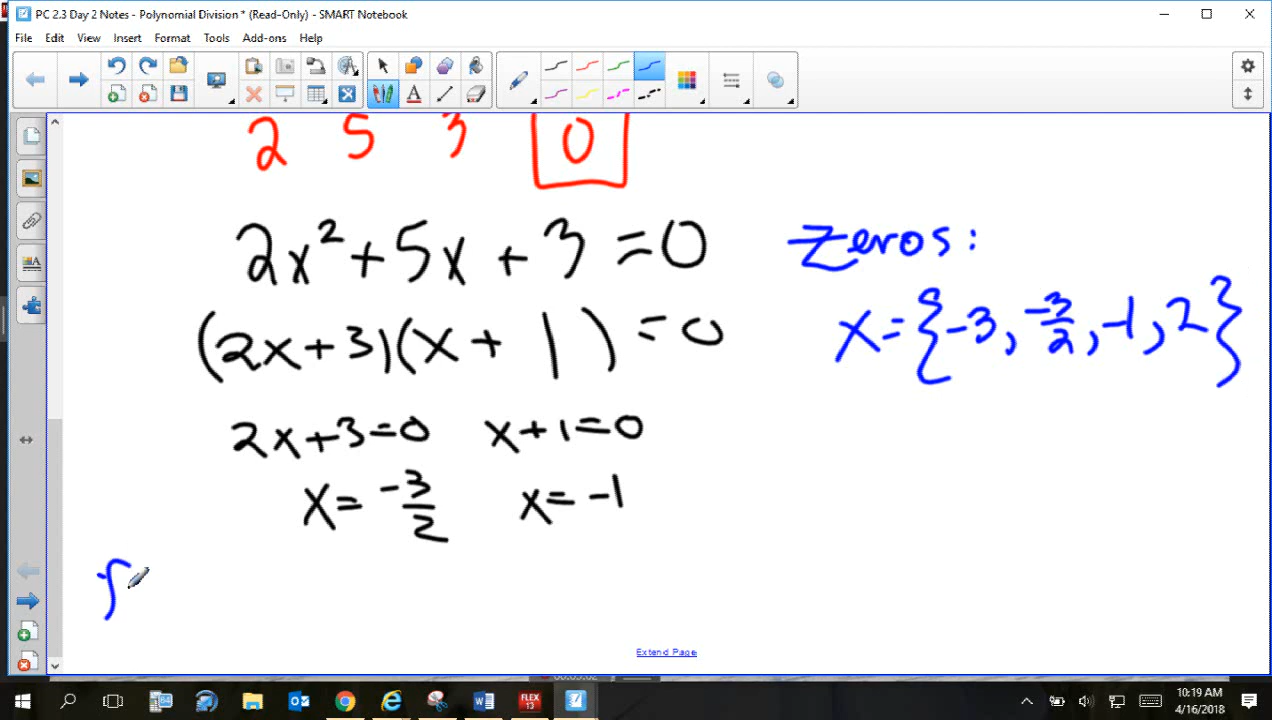 PC 2.3 Day 2 Notes - Polynomial Division * (Read-Only) - SMART Notebook
File Edit View Insert Format Tools Add-ons Help
2 5 3 0
2x² + 5x + 3 = 0
Zeros:
(2x+3)(x + 1) = 0
x = {-3, -3/2, -1, 2}
2x+3=0 x+1=0
x = -3/2 x = -1
f
Extend Page
FLEX 13
10:19 AM
4/16/2018